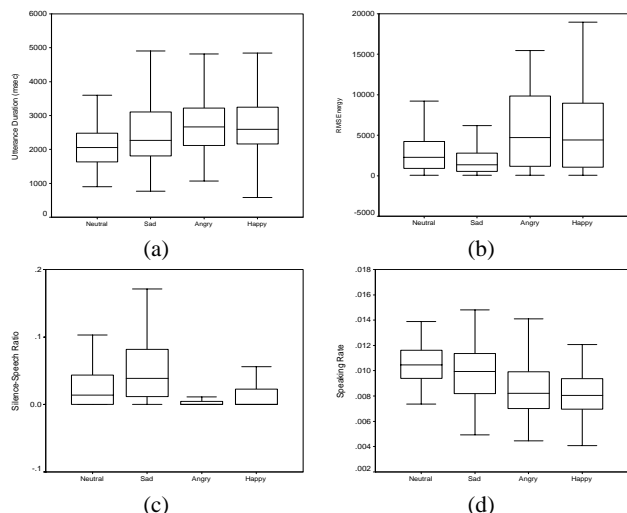 6000
5000
4000
3000
2000
1000
0
Utterance Duration (msec)
Neutral Sad Angry Happy
(a)
20000
15000
10000
5000
0
-5000
RMS Energy
Neutral Sad Angry Happy
(b)
.2
.1
0.0
-.1
Silence-Speech Ratio
Neutral Sad Angry Happy
(c)
.018
.016
.014
.012
.010
.008
.006
.004
.002
Speaking Rate
Neutral Sad Angry Happy
(d)